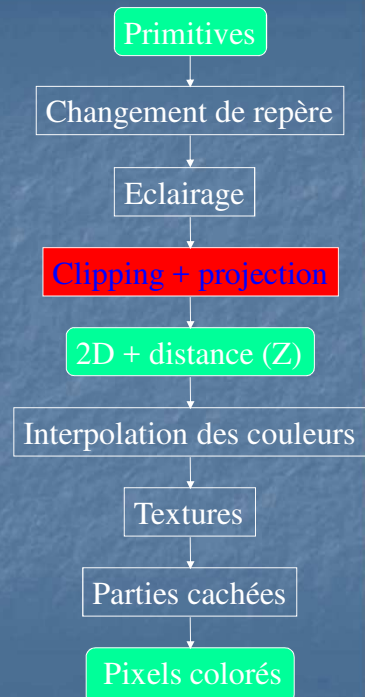 Primitives
Changement de repère
Eclairage
Clipping + projection
2D + distance (Z)
Interpolation des couleurs
Textures
Parties cachées
Pixels colorés